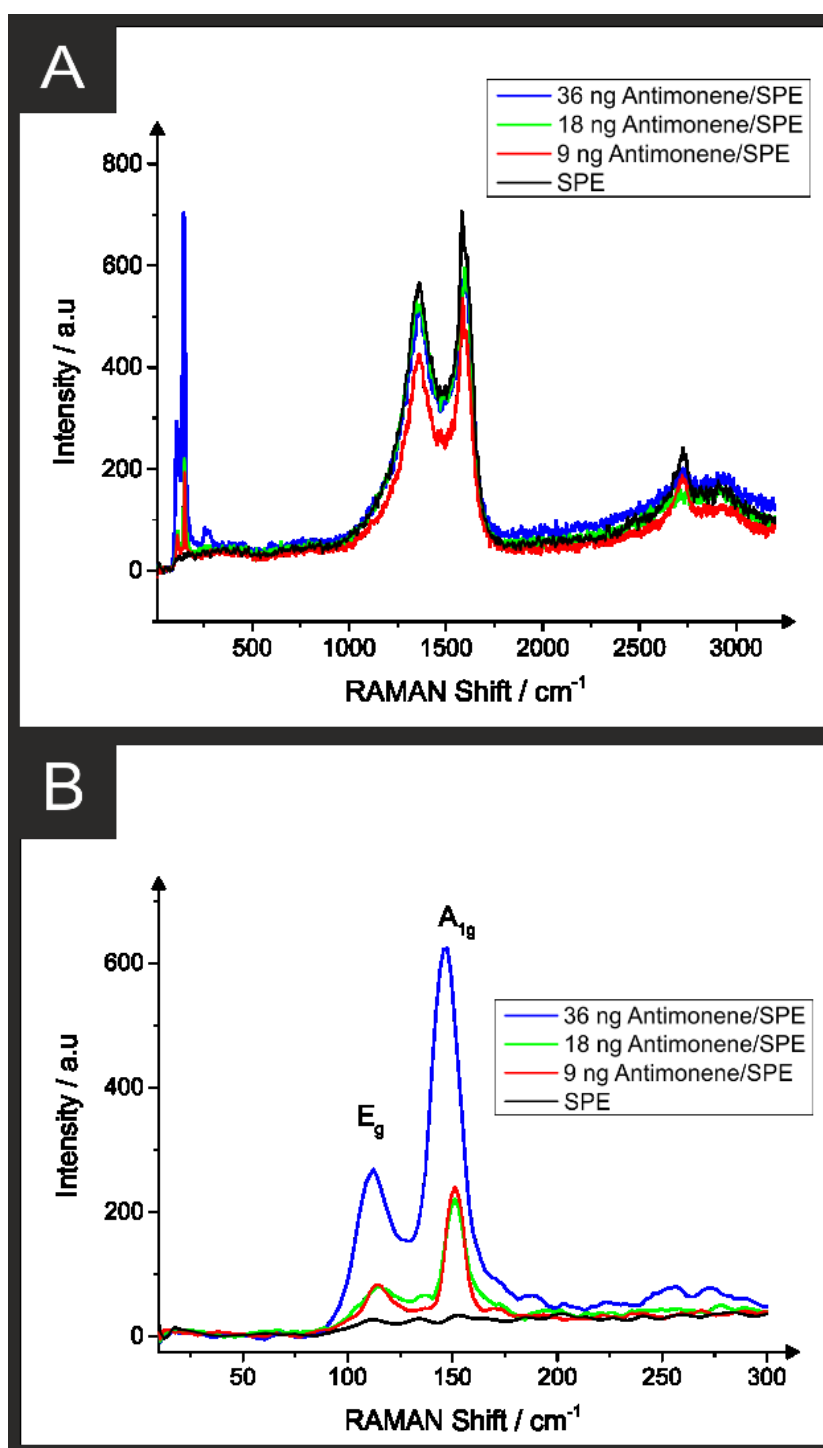 A
36 ng Antimonene/SPE
18 ng Antimonene/SPE
9 ng Antimonene/SPE
SPE
800
600
400
200
0
Intensity / a.u
500 1000 1500 2000 2500 3000
RAMAN Shift / cm⁻¹
B
A₁g
E_g
36 ng Antimonene/SPE
18 ng Antimonene/SPE
9 ng Antimonene/SPE
SPE
600
400
200
0
Intensity / a.u
50 100 150 200 250 300
RAMAN Shift / cm⁻¹